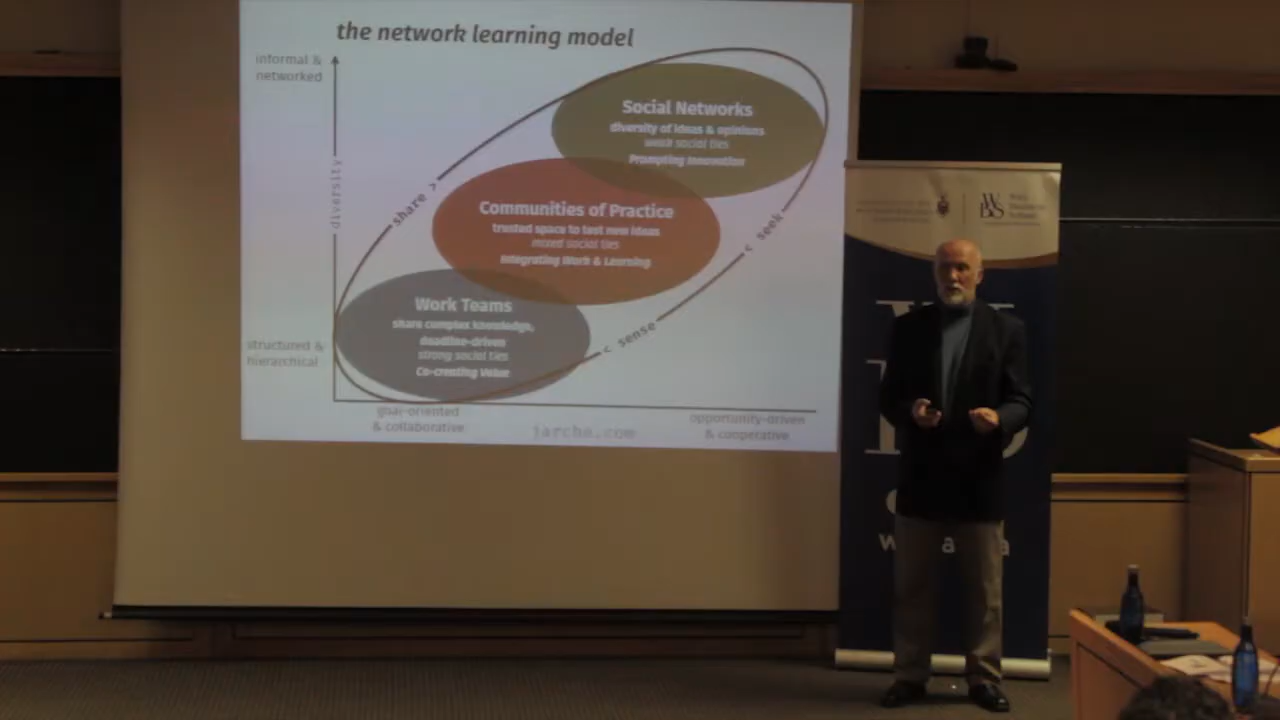 the network learning model
informal &
networked
diversity
structured &
hierarchical
Social Networks
diversity of ideas & opinions
weak social ties
Prompting Innovation
share >
Communities of Practice
trusted space to test new ideas
mixed social ties
Integrating Work & Learning
< seek
Work Teams
share complex knowledge,
deadline-driven
strong social ties
Co-creating Value
< sense
goal-oriented
& collaborative
jarche.com
opportunity-driven
& cooperative